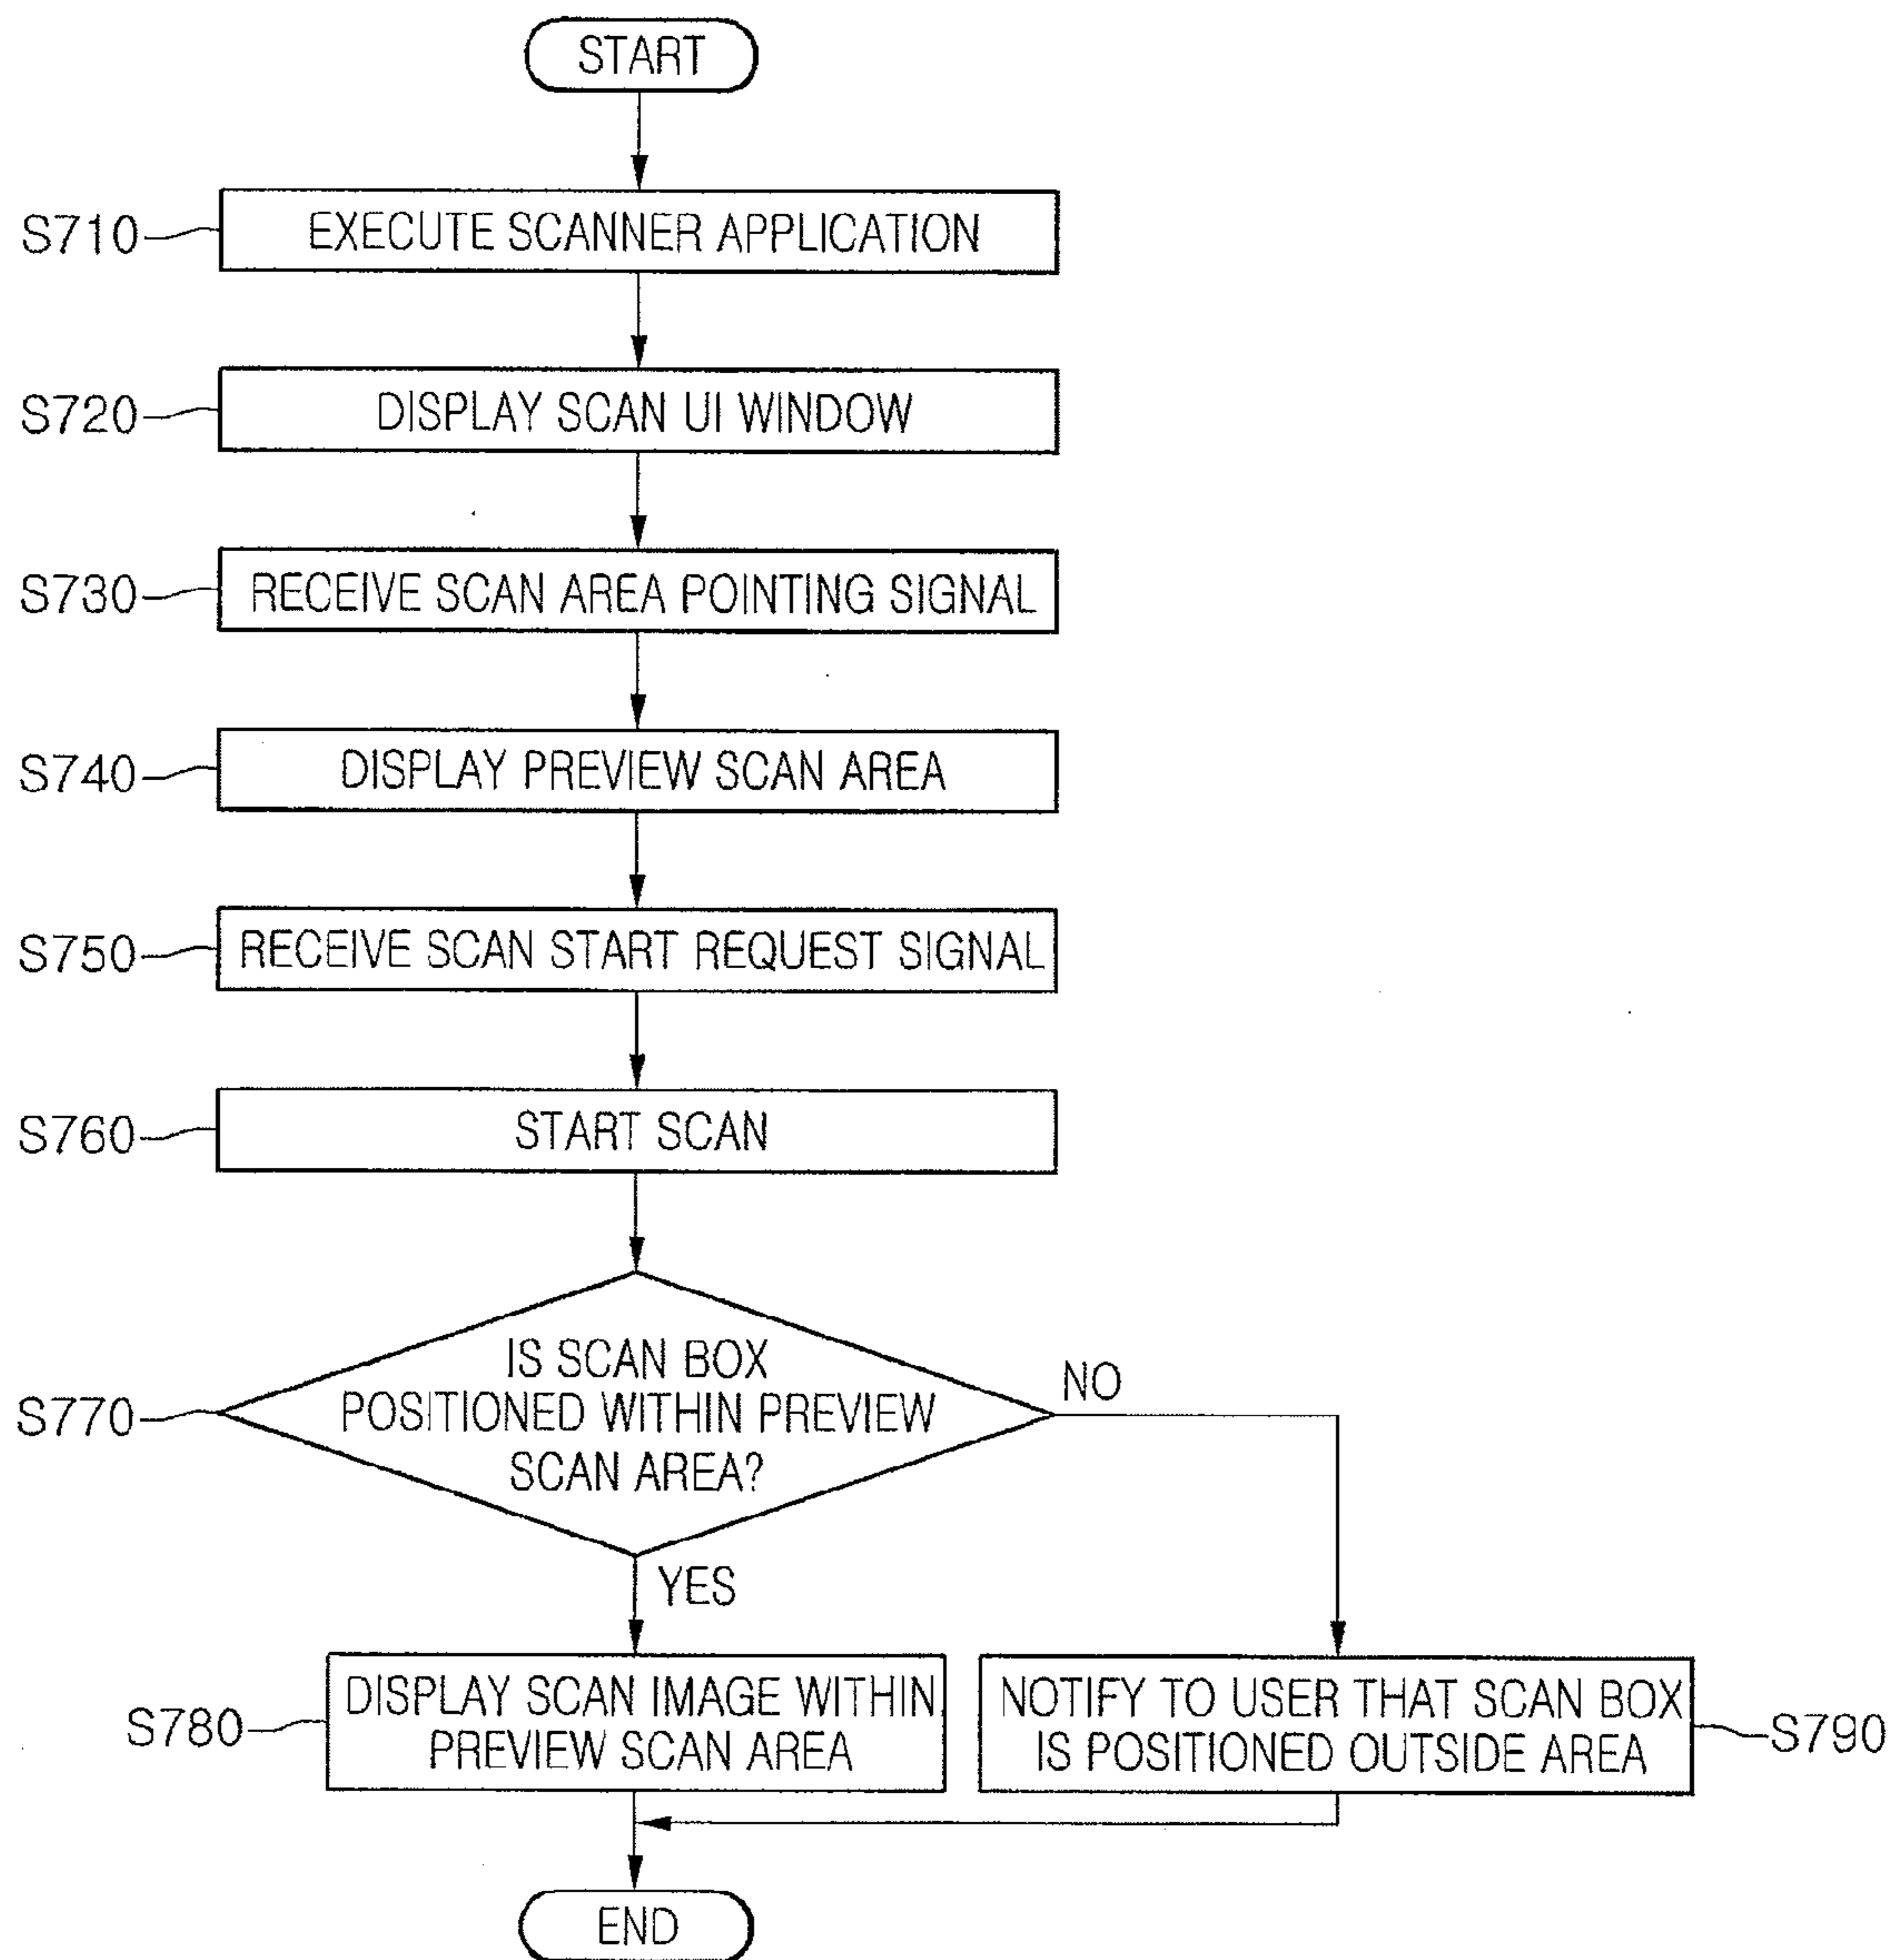 START
S710
EXECUTE SCANNER APPLICATION
S720
DISPLAY SCAN UI WINDOW
S730
RECEIVE SCAN AREA POINTING SIGNAL
S740
DISPLAY PREVIEW SCAN AREA
S750
RECEIVE SCAN START REQUEST SIGNAL
S760
START SCAN
S770
IS SCAN BOX
POSITIONED WITHIN PREVIEW
SCAN AREA?
NO
YES
S780
DISPLAY SCAN IMAGE WITHIN
PREVIEW SCAN AREA
NOTIFY TO USER THAT SCAN BOX
IS POSITIONED OUTSIDE AREA
S790
END